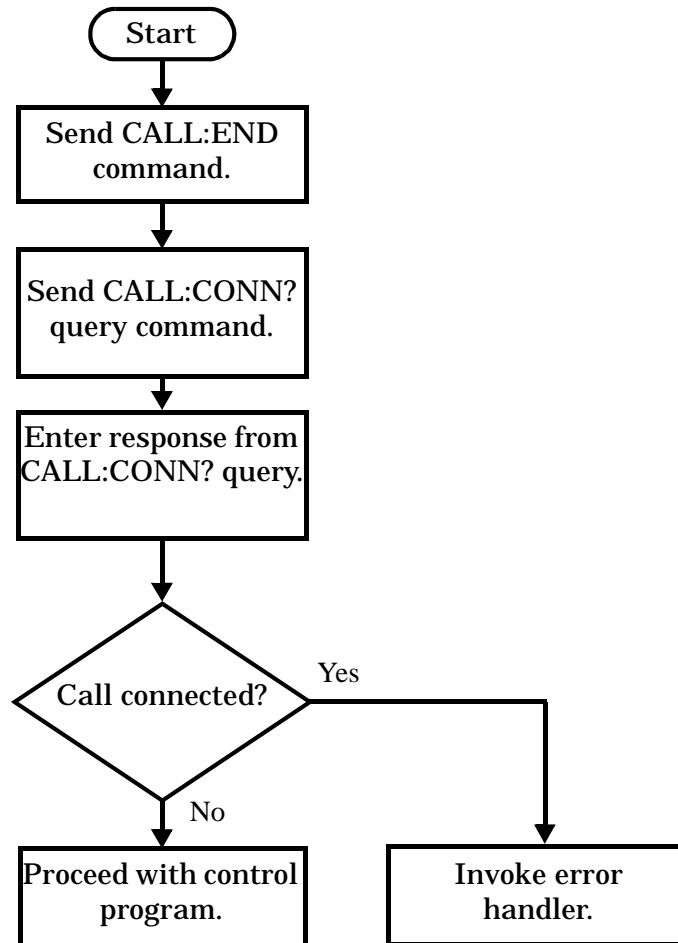 Start
Send CALL:END
command.
Send CALL:CONN?
query command.
Enter response from
CALL:CONN? query.
Call connected?
Yes
No
Proceed with control
program.
Invoke error
handler.